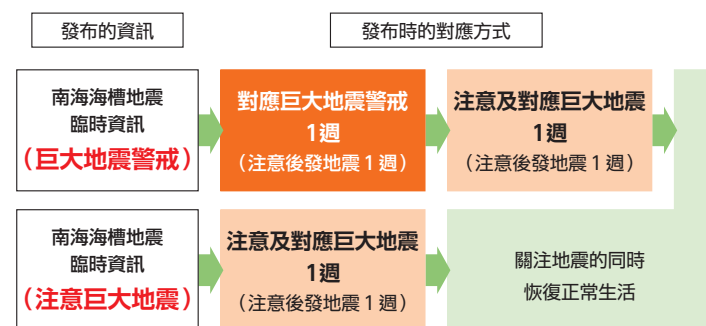 發布的資訊
發布時的對應方式
南海海槽地震
臨時資訊
（巨大地震警戒）
對應巨大地震警戒
1週
（注意後發地震 1 週）
注意及對應巨大地震
1週
（注意後發地震 1 週）
南海海槽地震
臨時資訊
（注意巨大地震）
注意及對應巨大地震
1週
（注意後發地震 1 週）
關注地震的同時
恢復正常生活